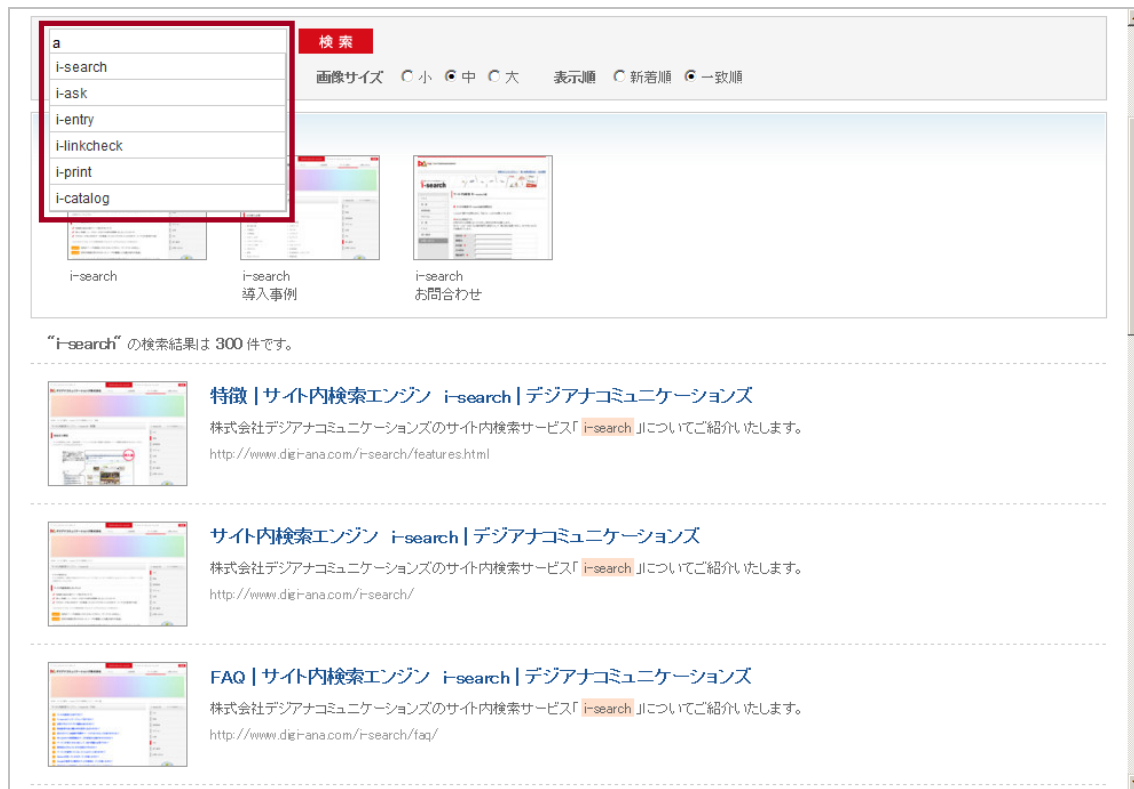 a
検索
i-search
i-ask
i-entry
i-linkcheck
i-print
i-catalog
画像サイズ 小 中 大 表示順 新着順 一致順
i-search
i-search
i-search
導入事例
i-search
お問合わせ
"i-search" の検索結果は 300 件です。
特徴 | サイト内検索エンジン i-search | デジアナコミュニケーションズ
株式会社デジアナコミュニケーションズのサイト内検索サービス「 i-search 」についてご紹介いたします。
http://www.digi-ana.com/i-search/features.html
サイト内検索エンジン i-search | デジアナコミュニケーションズ
株式会社デジアナコミュニケーションズのサイト内検索サービス「 i-search 」についてご紹介いたします。
http://www.digi-ana.com/i-search/
FAQ | サイト内検索エンジン i-search | デジアナコミュニケーションズ
株式会社デジアナコミュニケーションズのサイト内検索サービス「 i-search 」についてご紹介いたします。
http://www.digi-ana.com/i-search/faq/